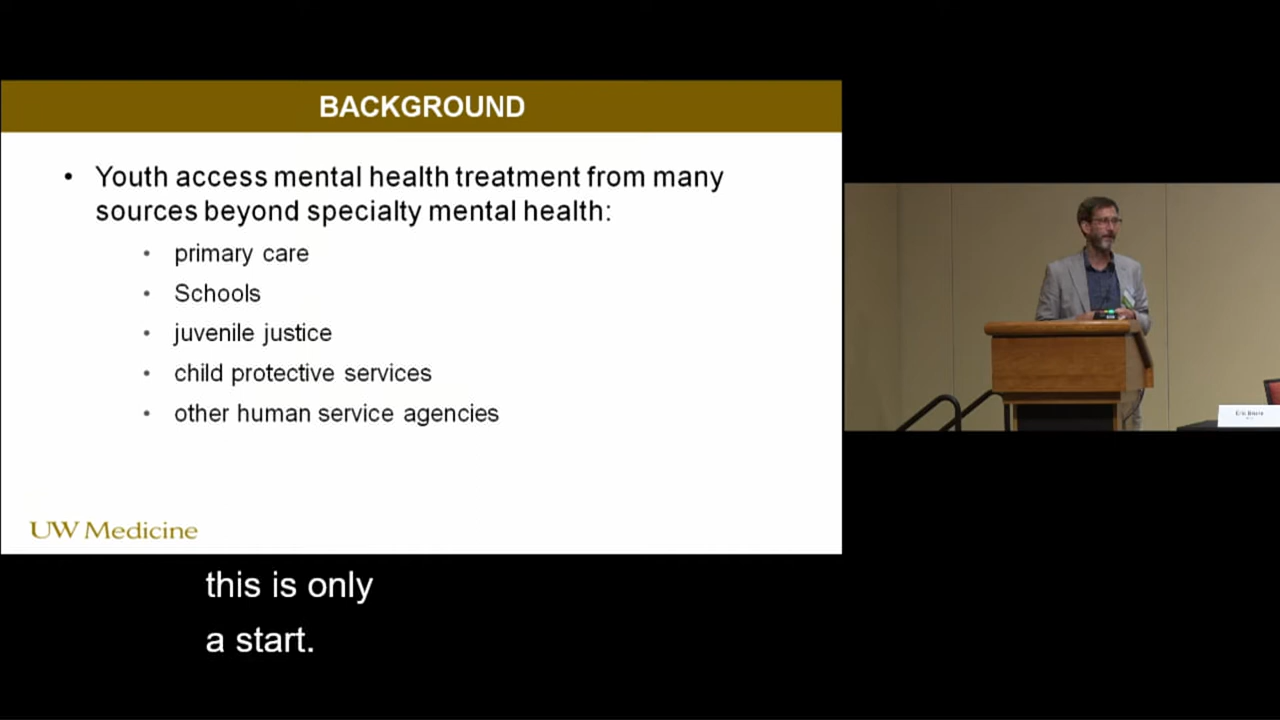 BACKGROUND
• Youth access mental health treatment from many
sources beyond specialty mental health:
• primary care
• Schools
• juvenile justice
• child protective services
• other human service agencies
UW Medicine
this is only
a start.